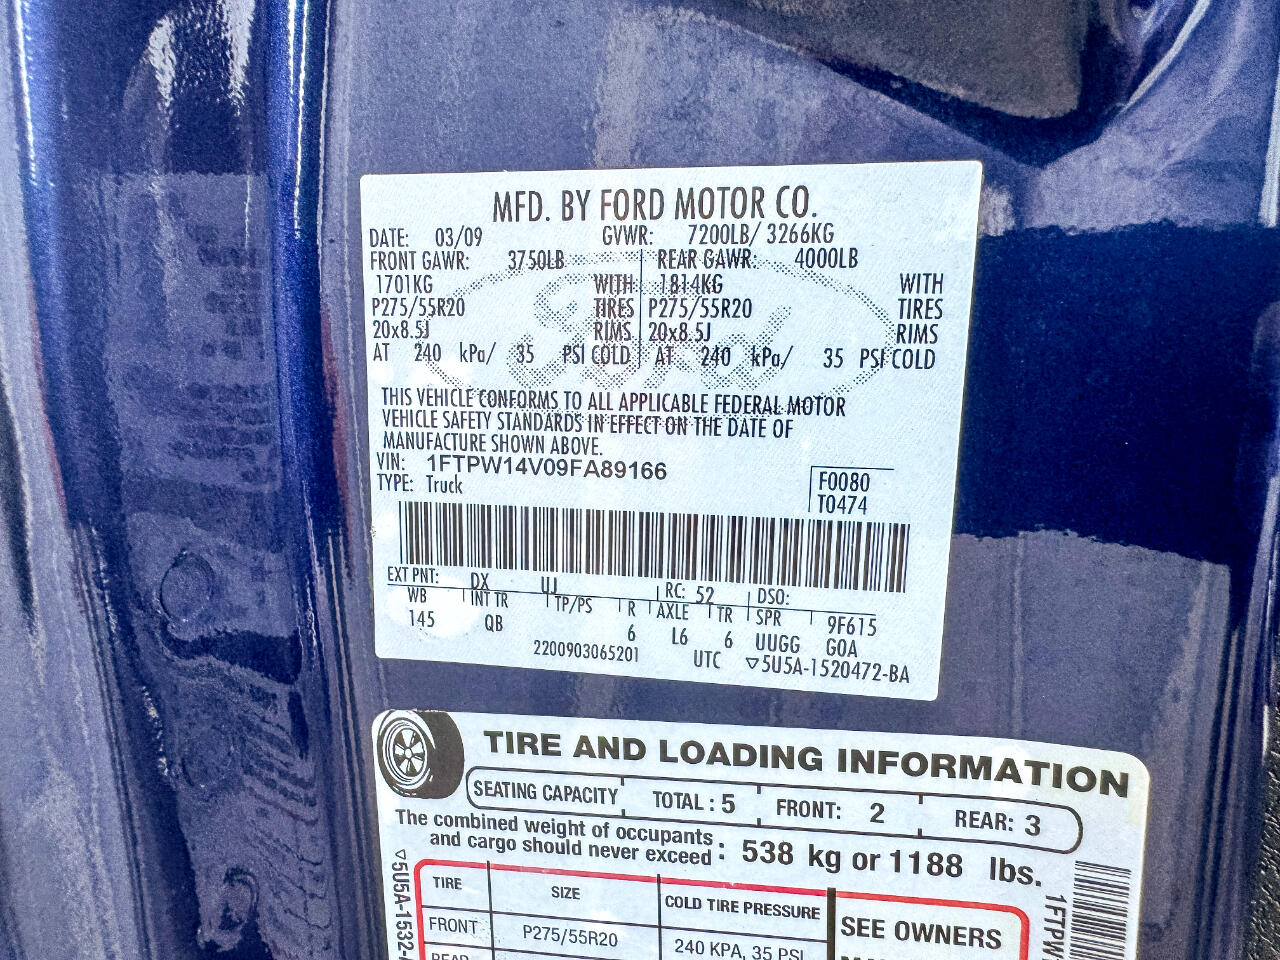 MFD. BY FORD MOTOR CO.
DATE: 03/09 GVWR: 7200LB/ 3266KG
FRONT GAWR: 3750LB REAR GAWR: 4000LB
1701KG WITH 1814KG WITH
P275/55R20 TIRES P275/55R20 TIRES
20x8.5J RIMS 20x8.5J RIMS
AT 240 kPa/ 35 PSI COLD AT 240 kPa/ 35 PSI COLD
THIS VEHICLE CONFORMS TO ALL APPLICABLE FEDERAL MOTOR
VEHICLE SAFETY STANDARDS IN EFFECT ON THE DATE OF
MANUFACTURE SHOWN ABOVE.
VIN: 1FTPW14V09FA89166
TYPE: Truck
F0080
T0474
EXT PNT: DX UJ RC: 52 DSO:
WB INT TR TP/PS R AXLE TR SPR 9F615
145 QB 6 L6 6 UUGG GOA
2200903065201 UTC ▽5U5A-1520472-BA
TIRE AND LOADING INFORMATION
SEATING CAPACITY TOTAL : 5 FRONT: 2 REAR: 3
The combined weight of occupants
and cargo should never exceed : 538 kg or 1188 lbs.
TIRE SIZE COLD TIRE PRESSURE SEE OWNERS
FRONT P275/55R20 240 KPA, 35 PSI
▽5U5A-1532-
1FTPW